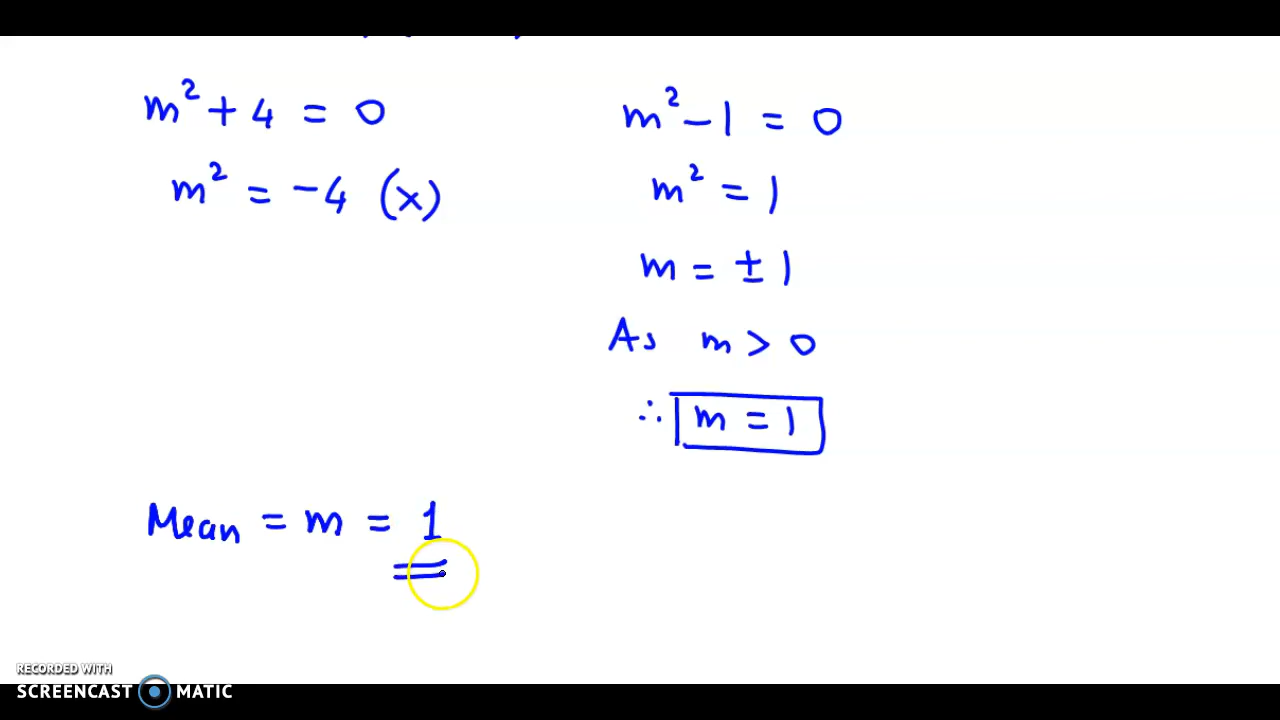 m² + 4 = 0
m² = -4 (x)
m² - 1 = 0
m² = 1
m = ± 1
As m > 0
∴ m = 1
Mean = m = 1
RECORDED WITH
SCREENCAST MATIC